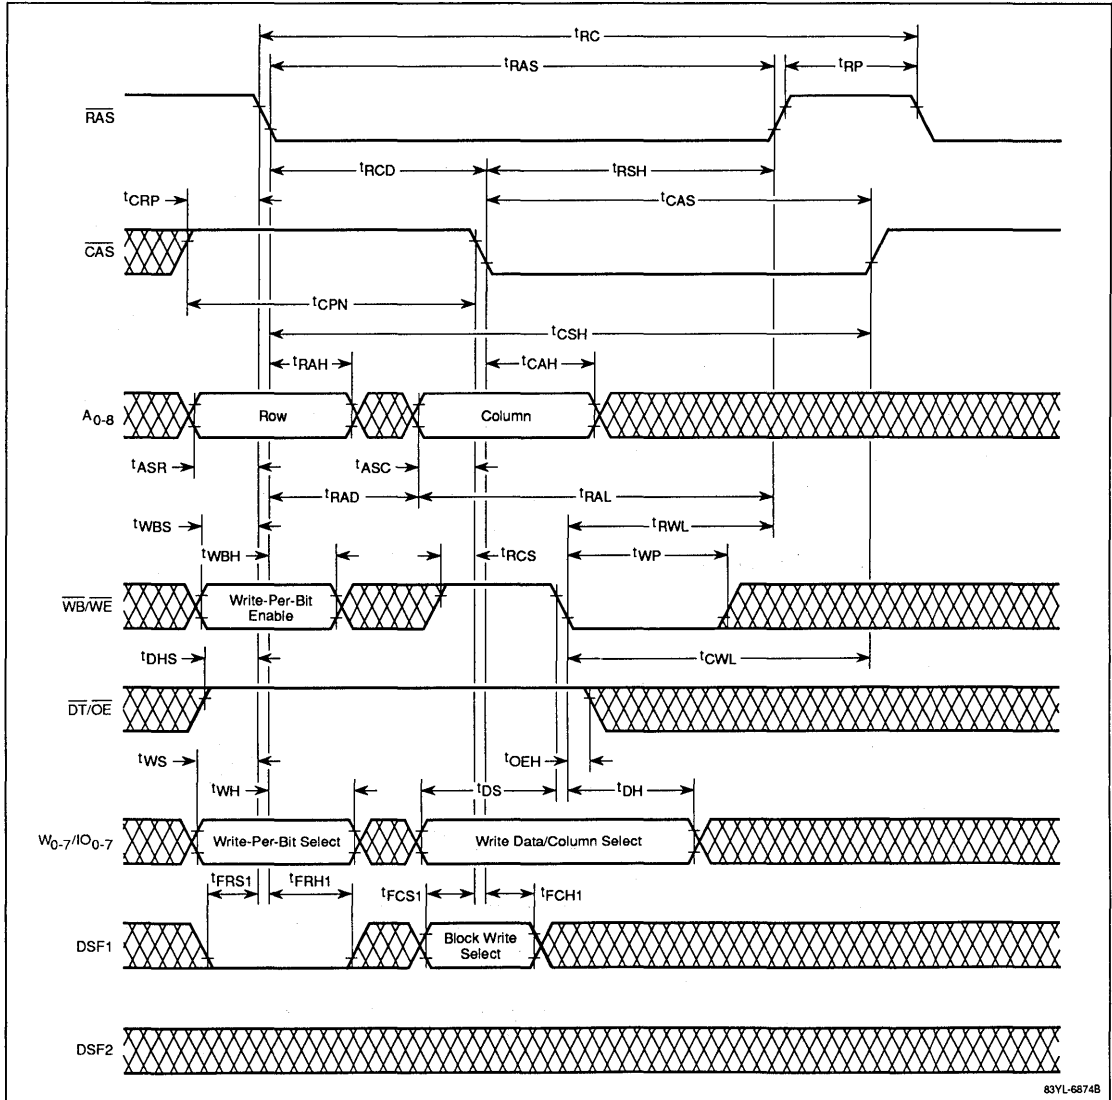 tRC
tRAS
tRP
RAS
tRCD
tRSH
tCRP
tCAS
CAS
tCPN
tCSH
tRAH
tCAH
A0-8
Row
Column
tASR
tASC
tRAD
tRAL
tWBS
tRWL
tWBH
tRCS
tWP
WB/WE
Write-Per-Bit
Enable
tDHS
tCWL
DT/OE
tWS
tOEH
tWH
tDS
tDH
W0-7/IO0-7
Write-Per-Bit Select
Write Data/Column Select
tFRS1
tFRH1
tFCS1
tFCH1
DSF1
Block Write
Select
DSF2
83YL-6874B